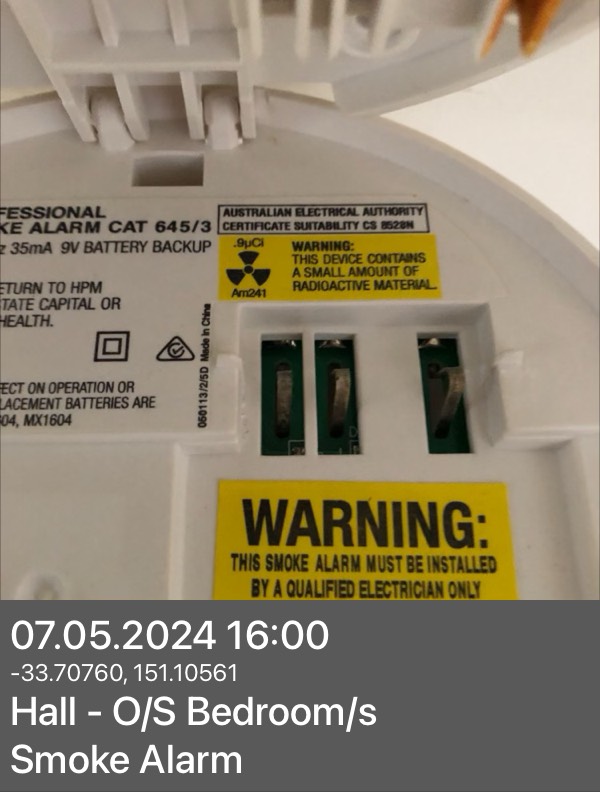 FESSIONAL
KE ALARM CAT 645/3
z 35mA 9V BATTERY BACKUP
ETURN TO HPM
TATE CAPITAL OR
HEALTH.
ECT ON OPERATION OR
LACEMENT BATTERIES ARE
604, MX1604
050113/2/5D Made in China
AUSTRALIAN ELECTRICAL AUTHORITY
CERTIFICATE SUITABILITY CS 8528N
.9µCi
Am241
WARNING:
THIS DEVICE CONTAINS
A SMALL AMOUNT OF
RADIOACTIVE MATERIAL.
WARNING:
THIS SMOKE ALARM MUST BE INSTALLED
BY A QUALIFIED ELECTRICIAN ONLY
07.05.2024 16:00
-33.70760, 151.10561
Hall - O/S Bedroom/s
Smoke Alarm